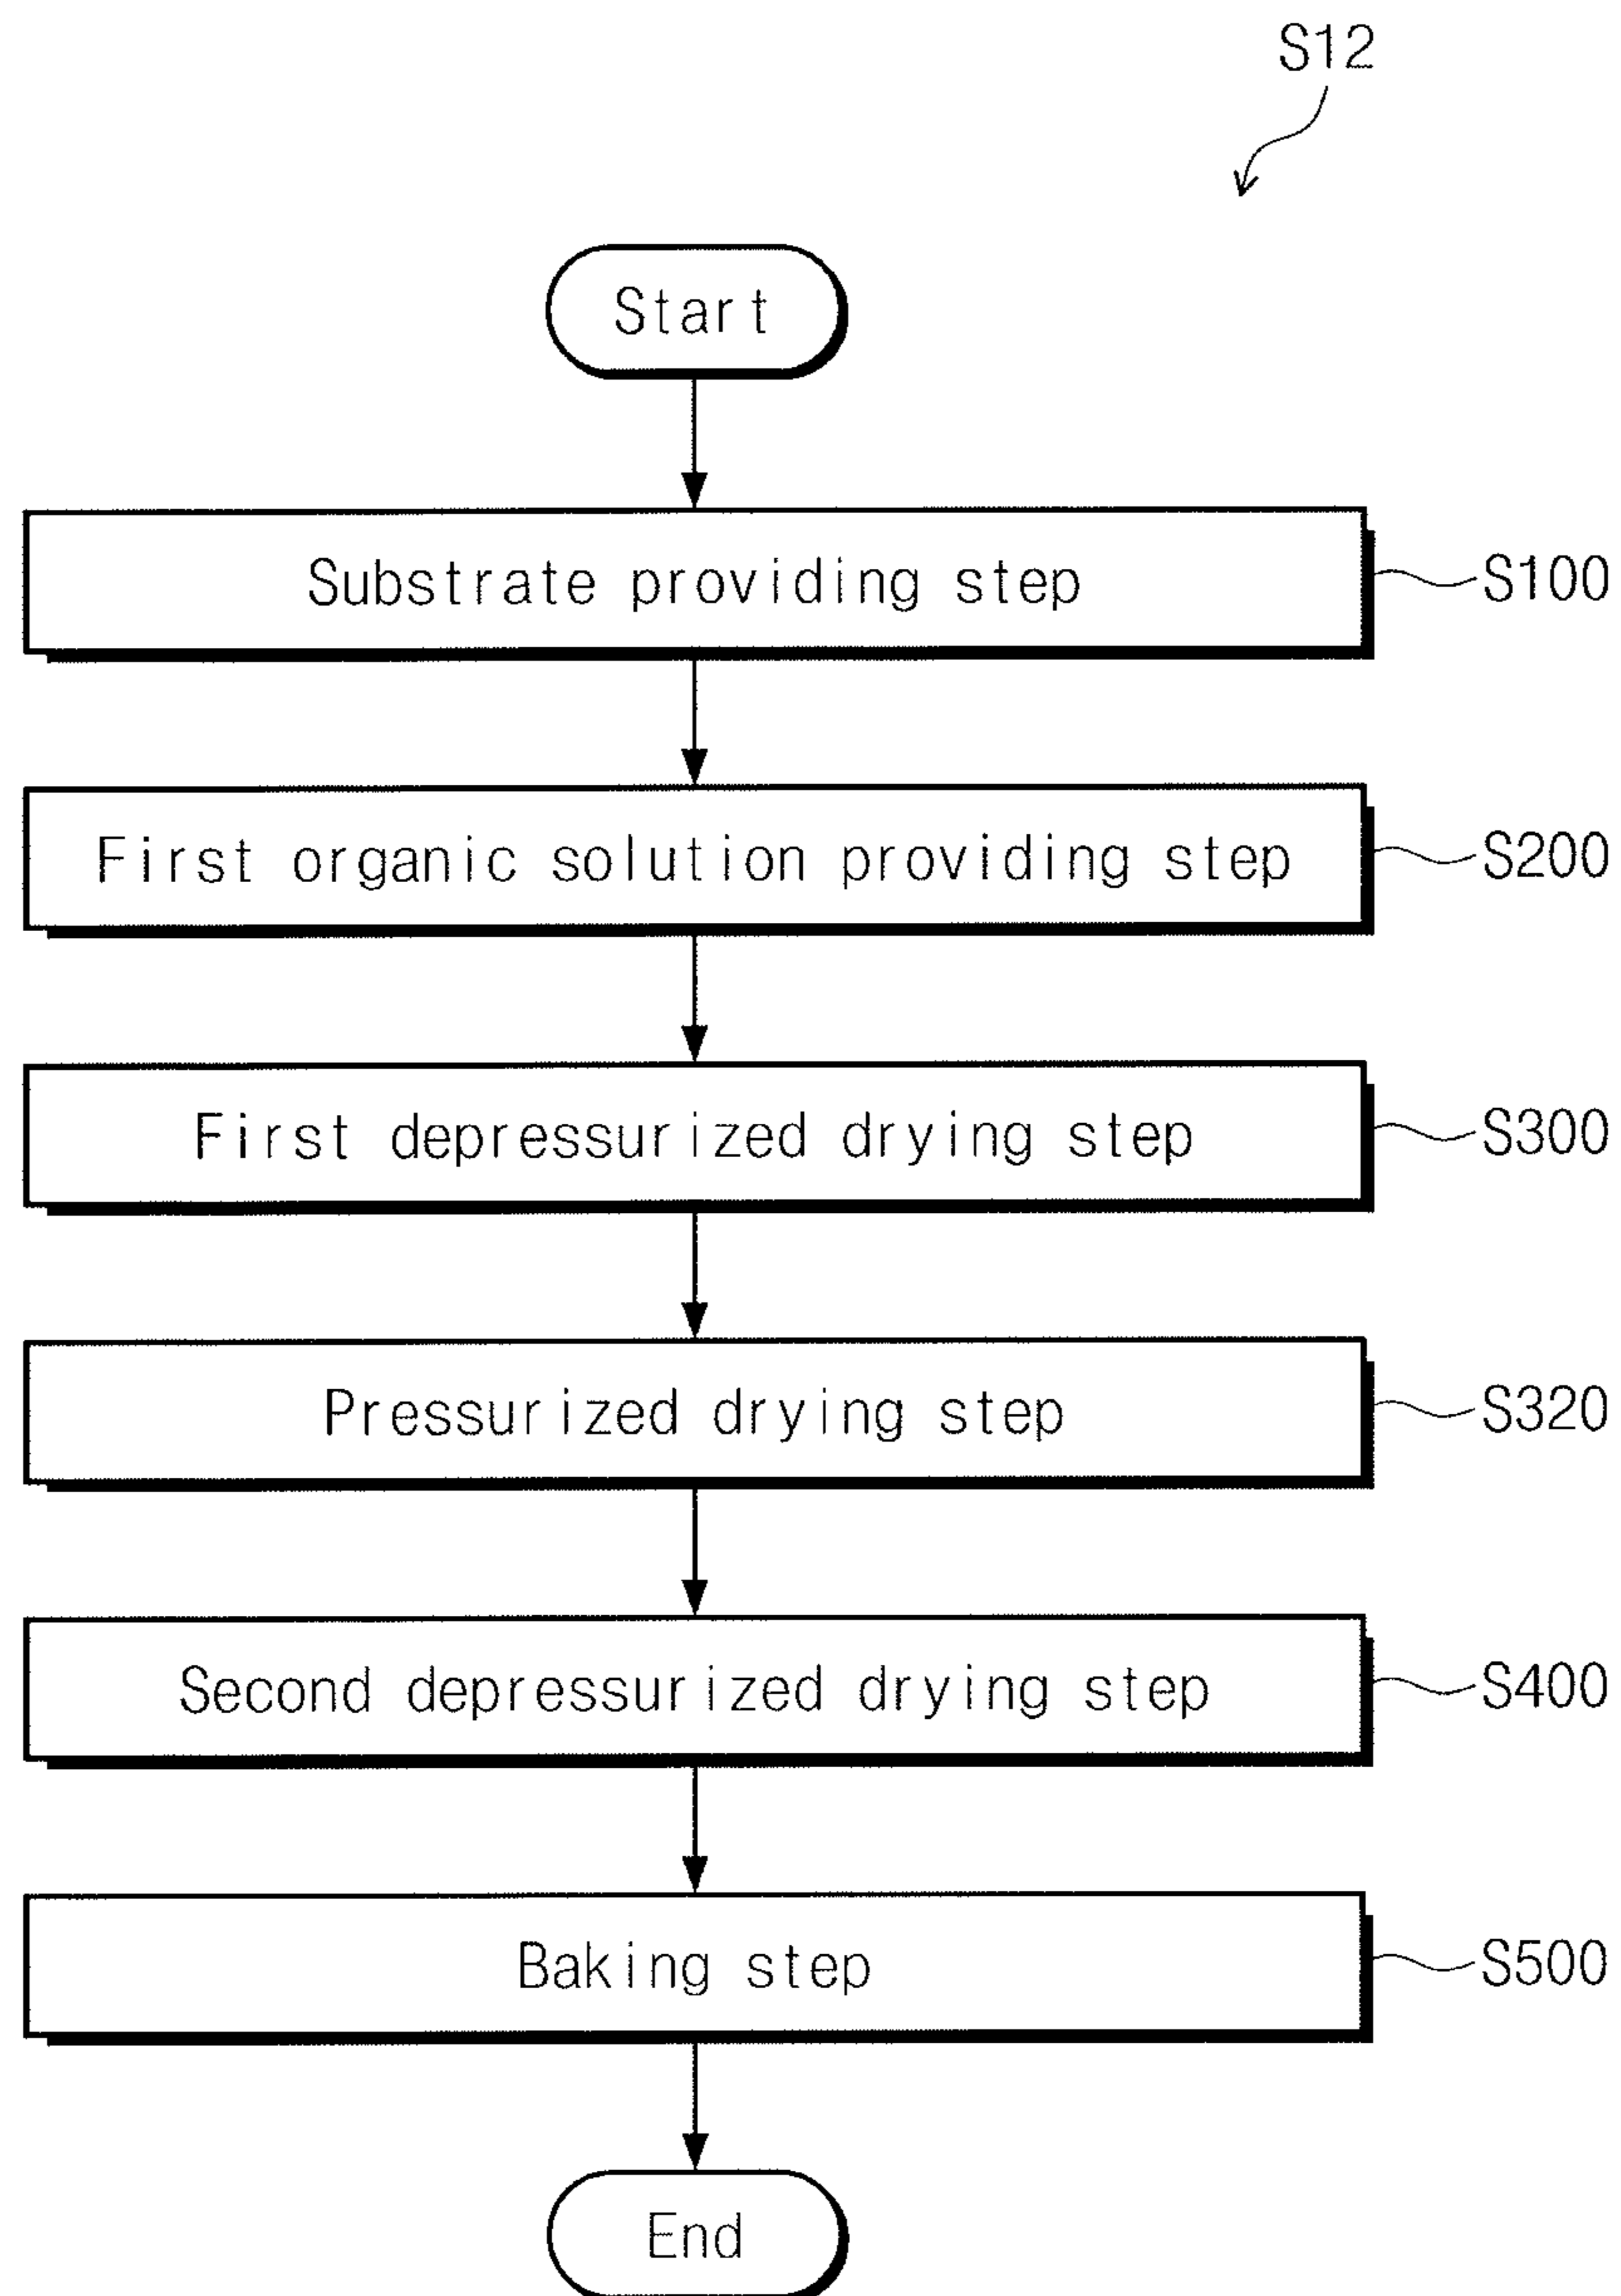 S12
Start
Substrate providing step
S100
First organic solution providing step
S200
First depressurized drying step
S300
Pressurized drying step
S320
Second depressurized drying step
S400
Baking step
S500
End